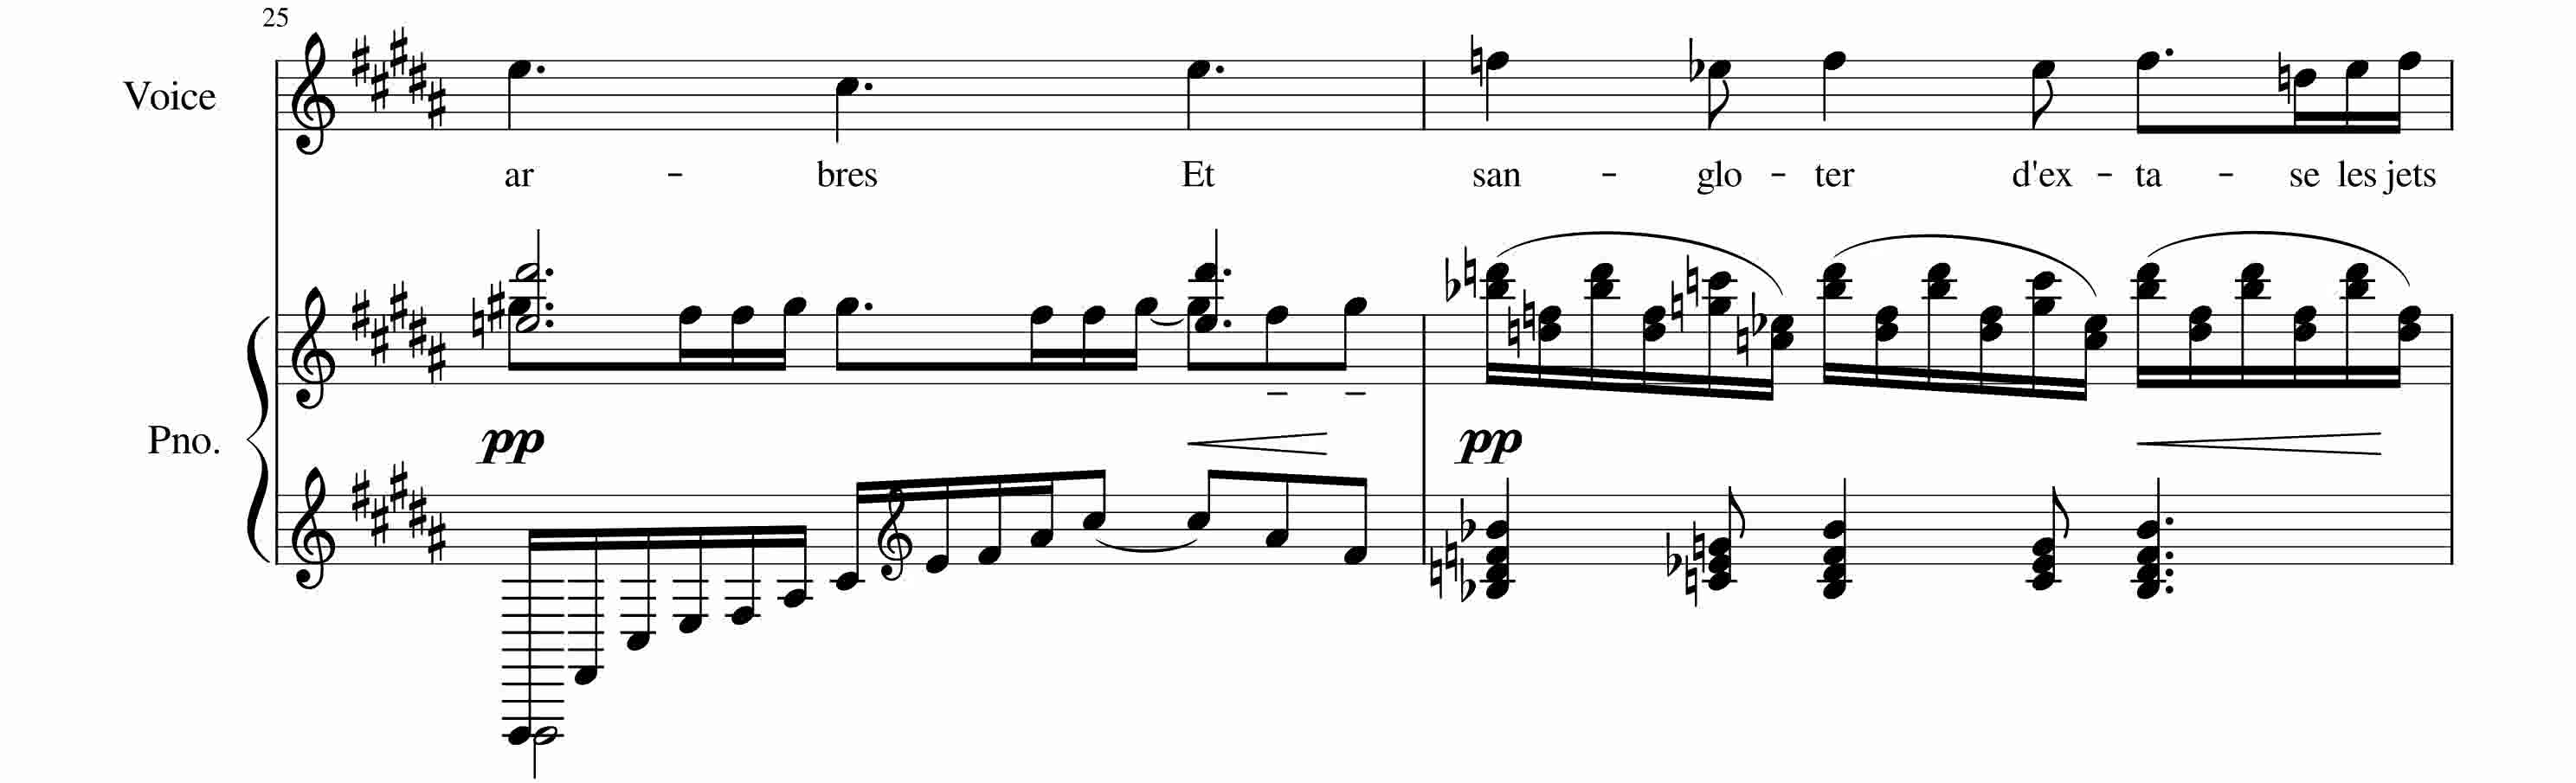 25
Voice
ar - bres Et san - glo - ter d'ex - ta - se les jets
Pno.
pp pp